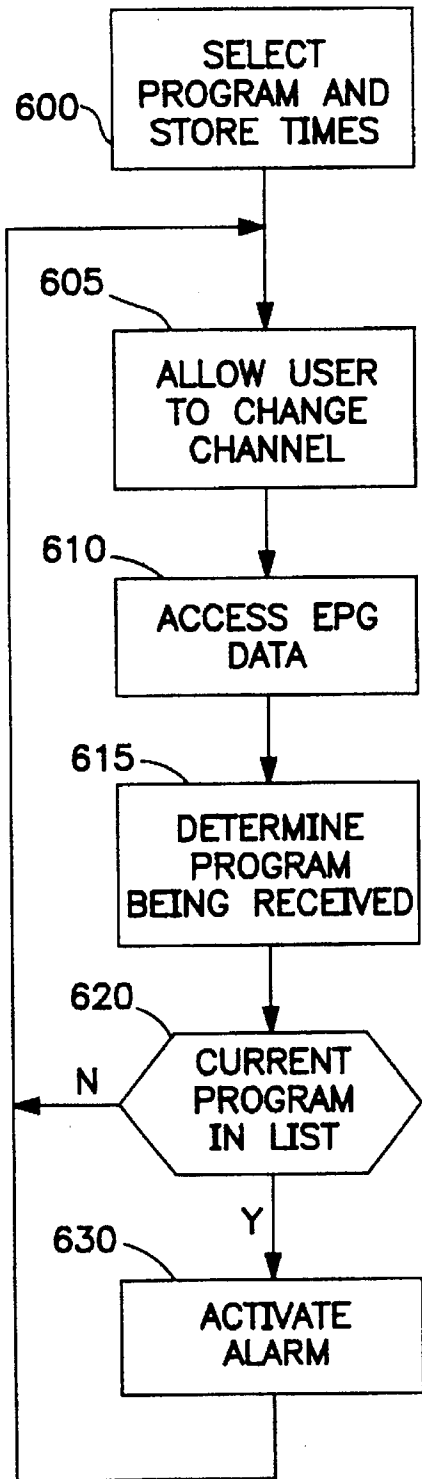 600
SELECT
PROGRAM AND
STORE TIMES
605
ALLOW USER
TO CHANGE
CHANNEL
610
ACCESS EPG
DATA
615
DETERMINE
PROGRAM
BEING RECEIVED
620
CURRENT
PROGRAM
IN LIST
N
Y
630
ACTIVATE
ALARM